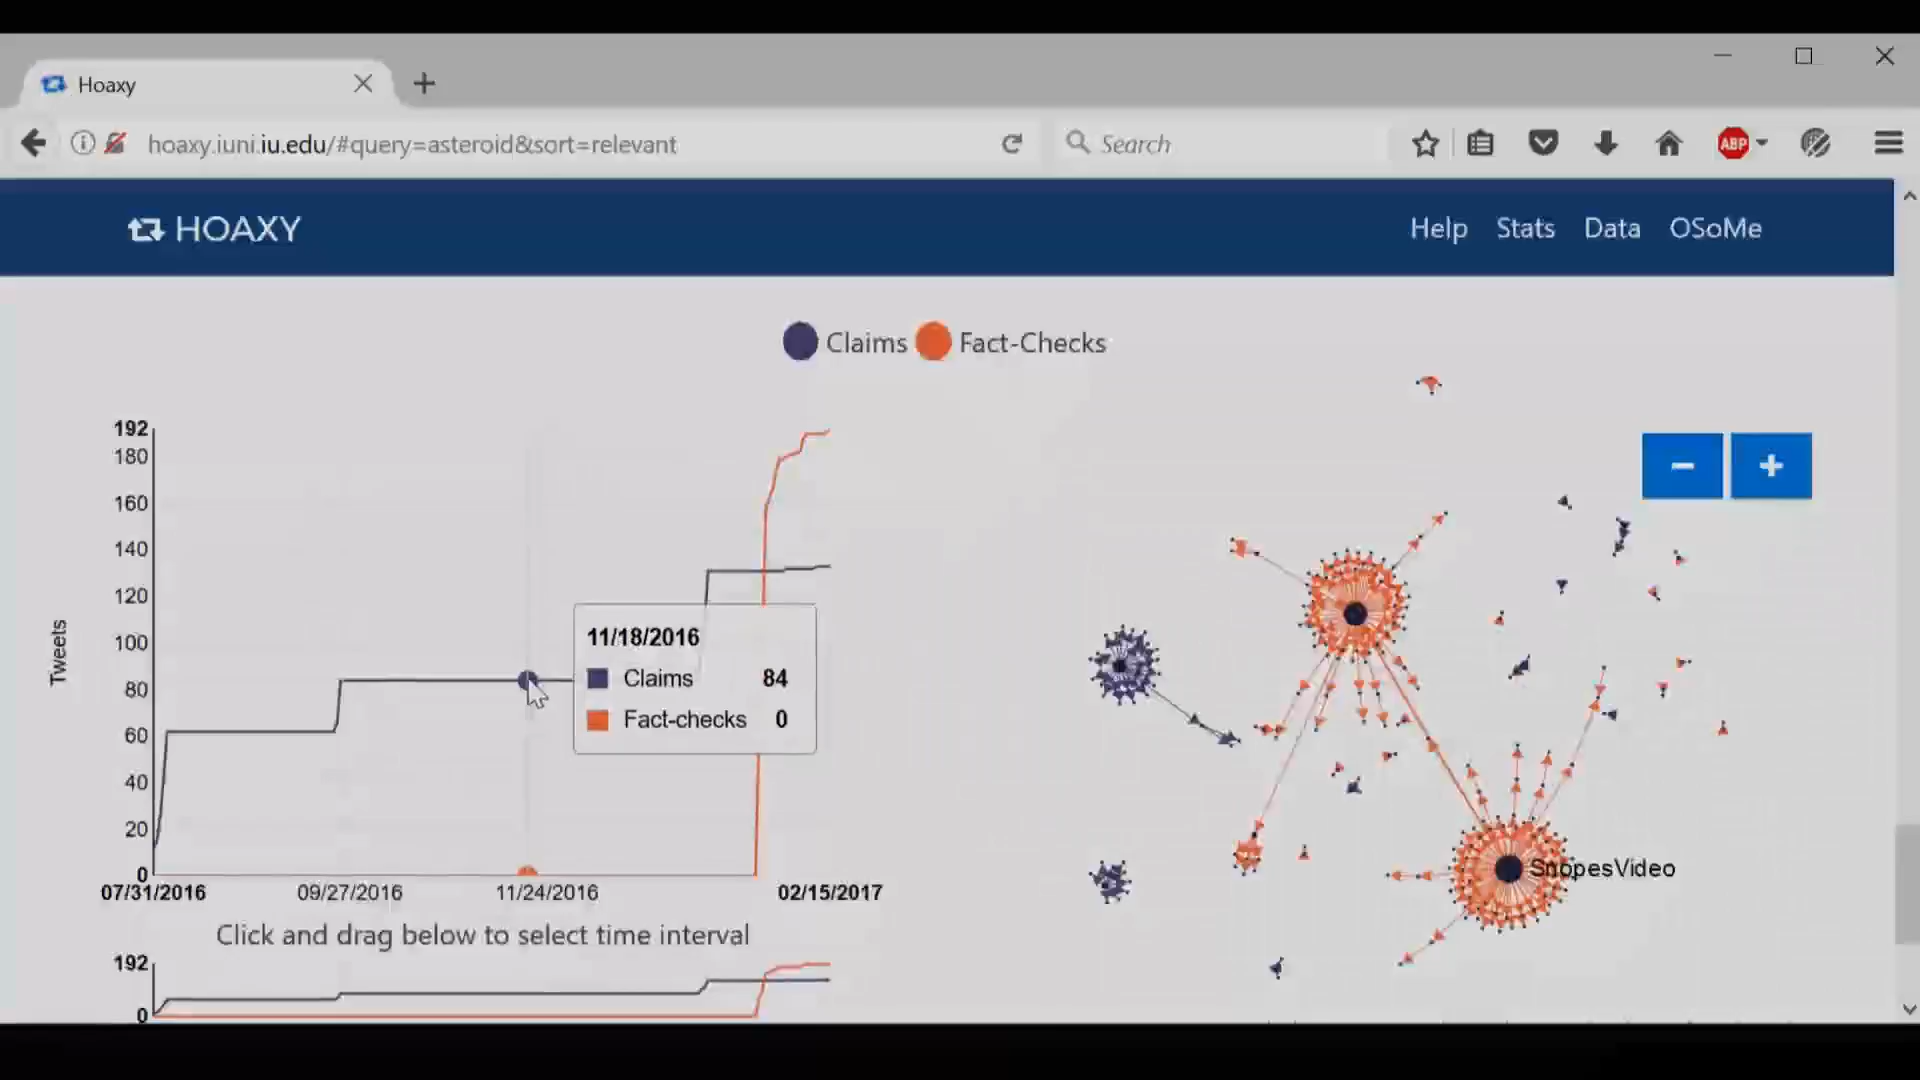 Hoaxy
hoaxy.iuni.iu.edu/#query=asteroid&sort=relevant
Search
ABP
HOAXY
Help Stats Data OSoMe
Claims Fact-Checks
192
180
160
140
120
100
80
60
40
20
0
Tweets
11/18/2016
Claims 84
Fact-checks 0
07/31/2016 09/27/2016 11/24/2016 02/15/2017
SnopesVideo
Click and drag below to select time interval
192
0